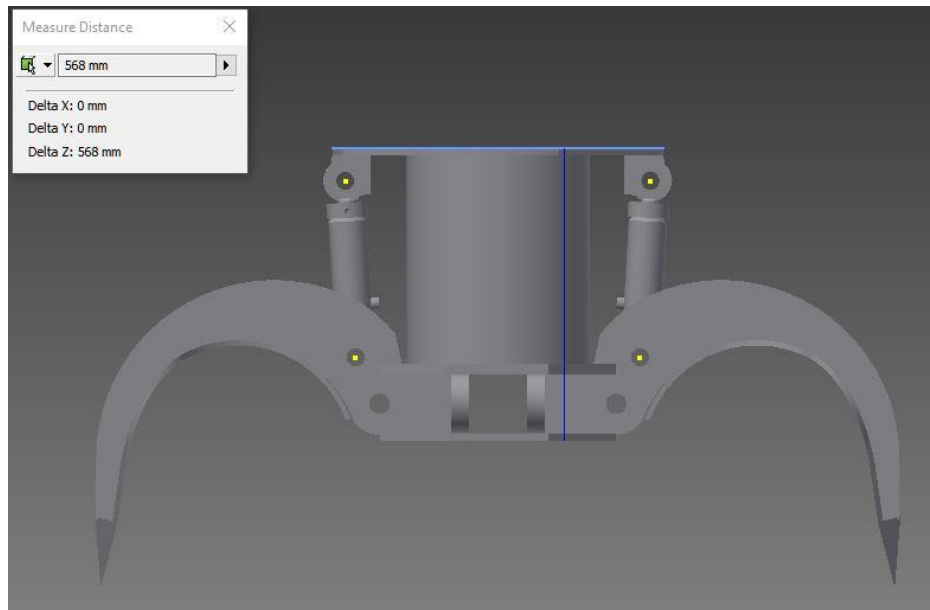 Measure Distance
568 mm
Delta X: 0 mm
Delta Y: 0 mm
Delta Z: 568 mm